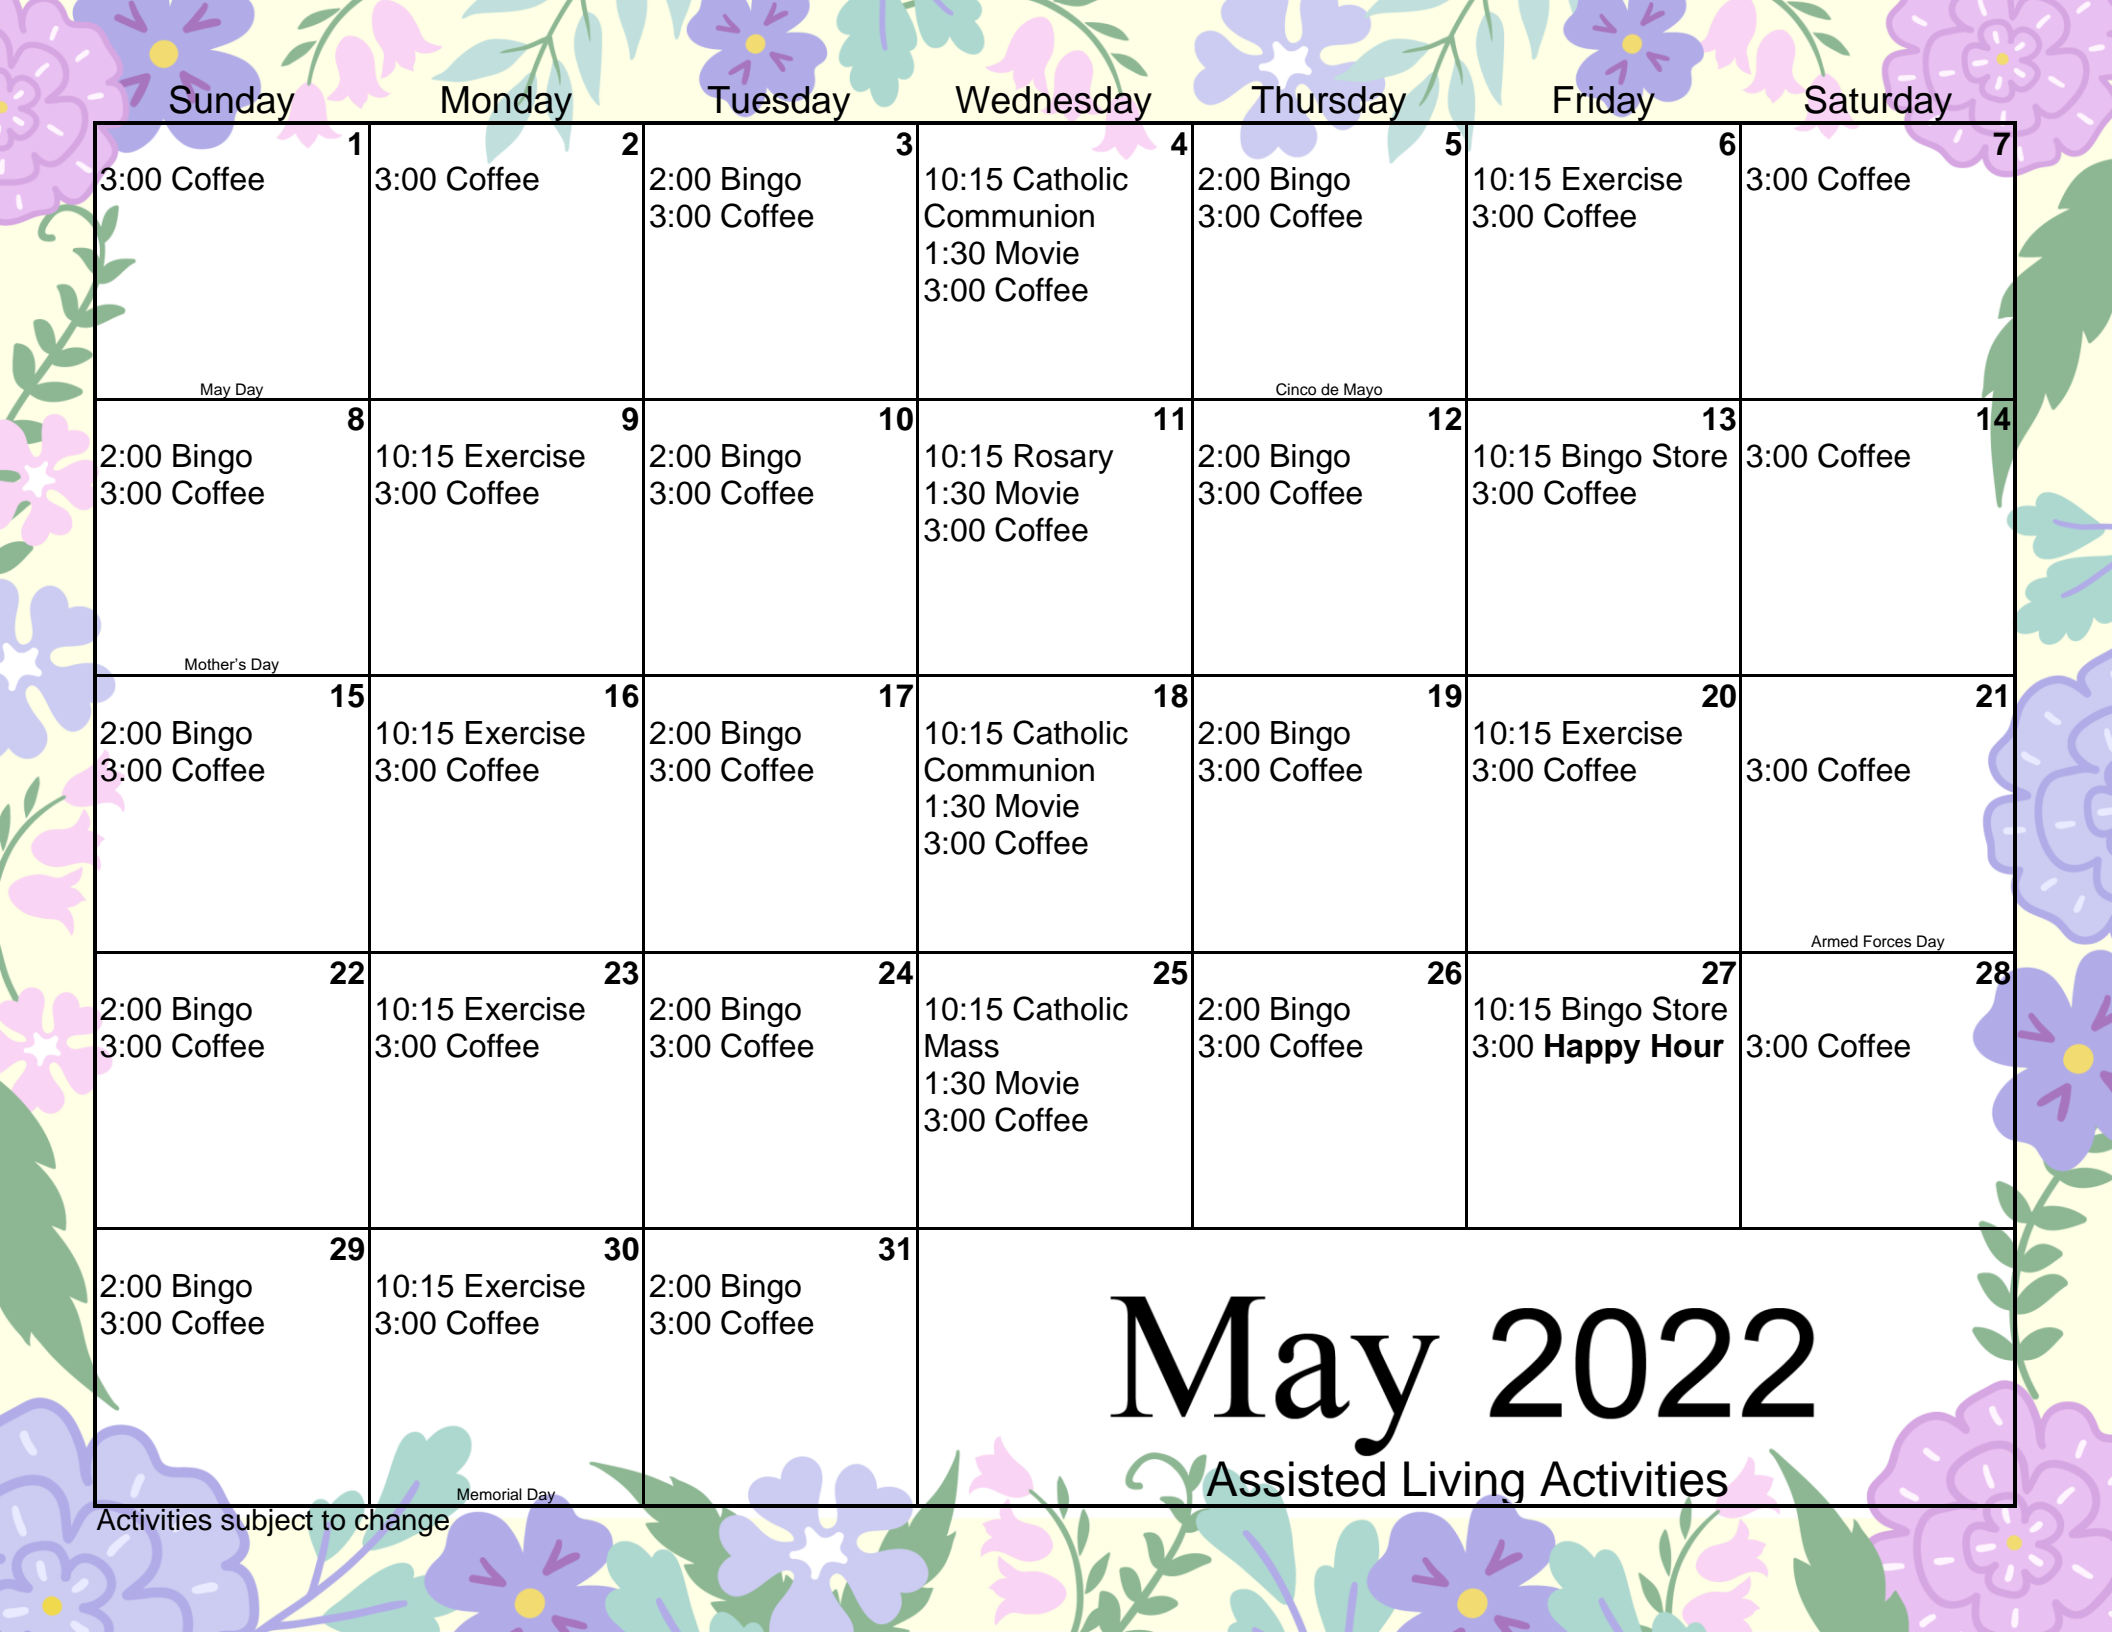 Sunday Monday Tuesday Wednesday Thursday Friday Saturday
1
3:00 Coffee
May Day
2
3:00 Coffee
3
2:00 Bingo
3:00 Coffee
4
10:15 Catholic
Communion
1:30 Movie
3:00 Coffee
5
2:00 Bingo
3:00 Coffee
Cinco de Mayo
6
10:15 Exercise
3:00 Coffee
7
3:00 Coffee
8
2:00 Bingo
3:00 Coffee
Mother's Day
9
10:15 Exercise
3:00 Coffee
10
2:00 Bingo
3:00 Coffee
11
10:15 Rosary
1:30 Movie
3:00 Coffee
12
2:00 Bingo
3:00 Coffee
13
10:15 Bingo Store
3:00 Coffee
14
3:00 Coffee
15
2:00 Bingo
3:00 Coffee
16
10:15 Exercise
3:00 Coffee
17
2:00 Bingo
3:00 Coffee
18
10:15 Catholic
Communion
1:30 Movie
3:00 Coffee
19
2:00 Bingo
3:00 Coffee
20
10:15 Exercise
3:00 Coffee
21
3:00 Coffee
Armed Forces Day
22
2:00 Bingo
3:00 Coffee
23
10:15 Exercise
3:00 Coffee
24
2:00 Bingo
3:00 Coffee
25
10:15 Catholic
Mass
1:30 Movie
3:00 Coffee
26
2:00 Bingo
3:00 Coffee
27
10:15 Bingo Store
3:00 Happy Hour
28
3:00 Coffee
29
2:00 Bingo
3:00 Coffee
30
10:15 Exercise
3:00 Coffee
Memorial Day
31
2:00 Bingo
3:00 Coffee
May 2022
Assisted Living Activities
Activities subject to change